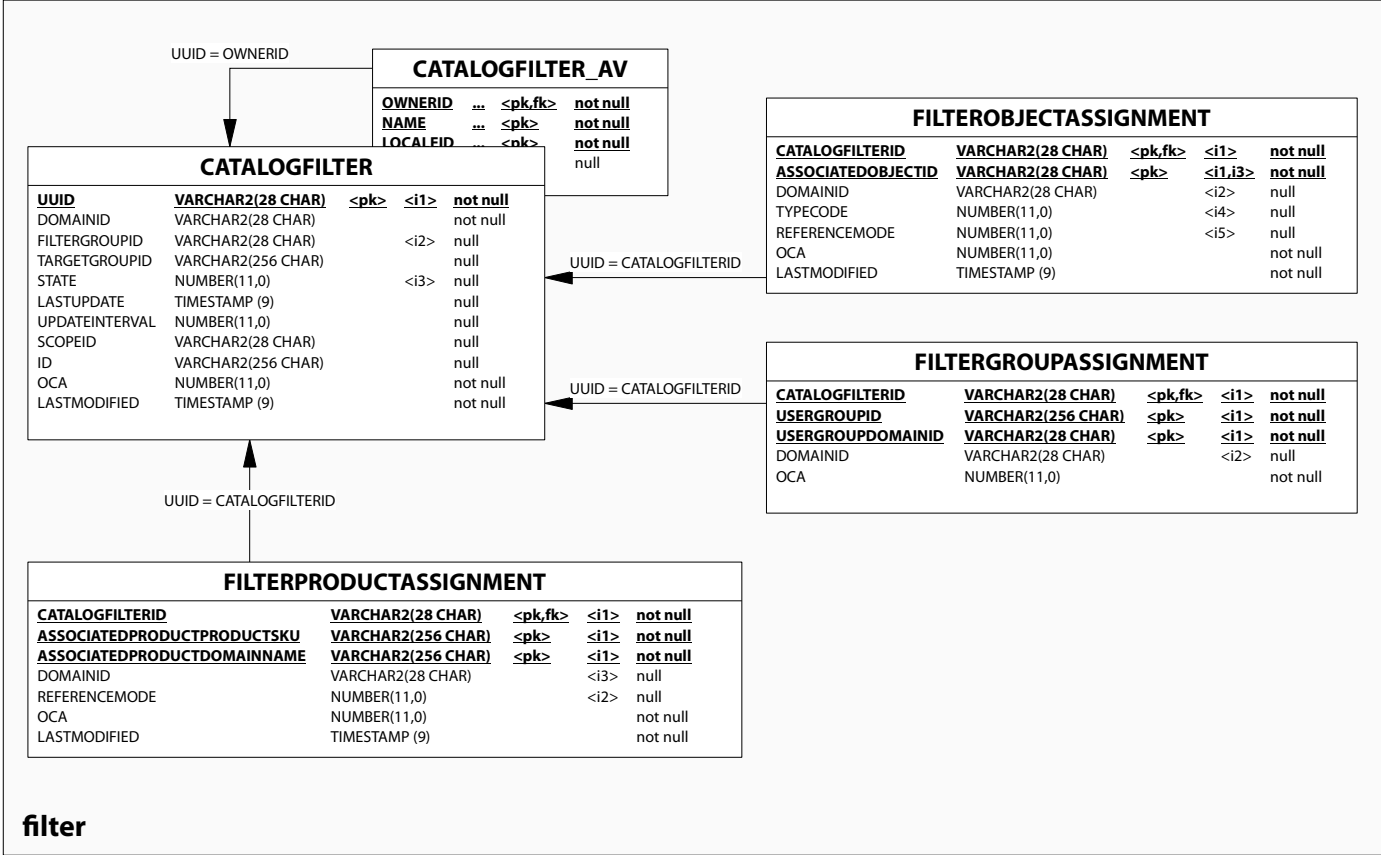 UUID = OWNERID
CATALOGFILTER_AV
OWNERID ... <pk,fk> not null
NAME ... <pk> not null
LOCALEID ... <pk> not null
null
CATALOGFILTER
UUID VARCHAR2(28 CHAR) <pk> <i1> not null
DOMAINID VARCHAR2(28 CHAR) not null
FILTERGROUPID VARCHAR2(28 CHAR) <i2> null
TARGETGROUPID VARCHAR2(256 CHAR) null
STATE NUMBER(11,0) <i3> null
LASTUPDATE TIMESTAMP (9) null
UPDATEINTERVAL NUMBER(11,0) null
SCOPEID VARCHAR2(28 CHAR) null
ID VARCHAR2(256 CHAR) null
OCA NUMBER(11,0) not null
LASTMODIFIED TIMESTAMP (9) not null
FILTEROBJECTASSIGNMENT
CATALOGFILTERID VARCHAR2(28 CHAR) <pk,fk> <i1> not null
ASSOCIATEDOBJECTID VARCHAR2(28 CHAR) <pk> <i1,i3> not null
DOMAINID VARCHAR2(28 CHAR) <i2> null
TYPECODE NUMBER(11,0) <i4> null
REFERENCEMODE NUMBER(11,0) <i5> null
OCA NUMBER(11,0) not null
LASTMODIFIED TIMESTAMP (9) not null
UUID = CATALOGFILTERID
FILTERGROUPASSIGNMENT
CATALOGFILTERID VARCHAR2(28 CHAR) <pk,fk> <i1> not null
USERGROUPID VARCHAR2(256 CHAR) <pk> <i1> not null
USERGROUPDOMAINID VARCHAR2(28 CHAR) <pk> <i1> not null
DOMAINID VARCHAR2(28 CHAR) <i2> null
OCA NUMBER(11,0) not null
UUID = CATALOGFILTERID
UUID = CATALOGFILTERID
FILTERPRODUCTASSIGNMENT
CATALOGFILTERID VARCHAR2(28 CHAR) <pk,fk> <i1> not null
ASSOCIATEDPRODUCTPRODUCTSKU VARCHAR2(256 CHAR) <pk> <i1> not null
ASSOCIATEDPRODUCTDOMAINNAME VARCHAR2(256 CHAR) <pk> <i1> not null
DOMAINID VARCHAR2(28 CHAR) <i3> null
REFERENCEMODE NUMBER(11,0) <i2> null
OCA NUMBER(11,0) not null
LASTMODIFIED TIMESTAMP (9) not null
filter